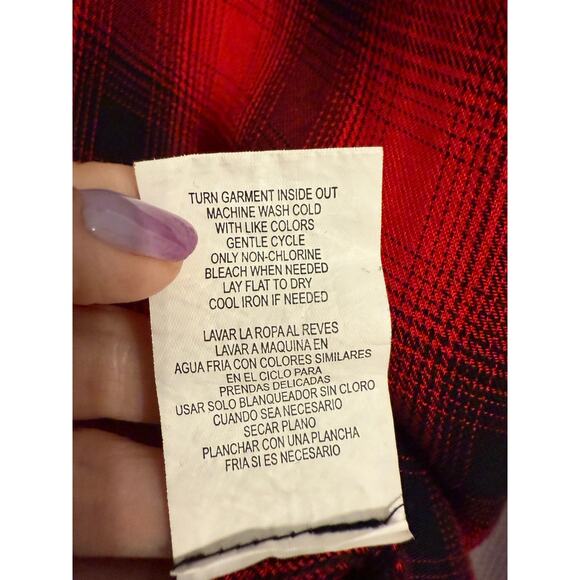 TURN GARMENT INSIDE OUT
MACHINE WASH COLD
WITH LIKE COLORS
GENTLE CYCLE
ONLY NON-CHLORINE
BLEACH WHEN NEEDED
LAY FLAT TO DRY
COOL IRON IF NEEDED
LAVAR LA ROPA AL REVES
LAVAR A MAQUINA EN
AGUA FRIA CON COLORES SIMILARES
EN EL CICLO PARA
PRENDAS DELICADAS
USAR SOLO BLANQUEADOR SIN CLORO
CUANDO SEA NECESARIO
SECAR PLANO
PLANCHAR CON UNA PLANCHA
FRIA SI ES NECESARIO